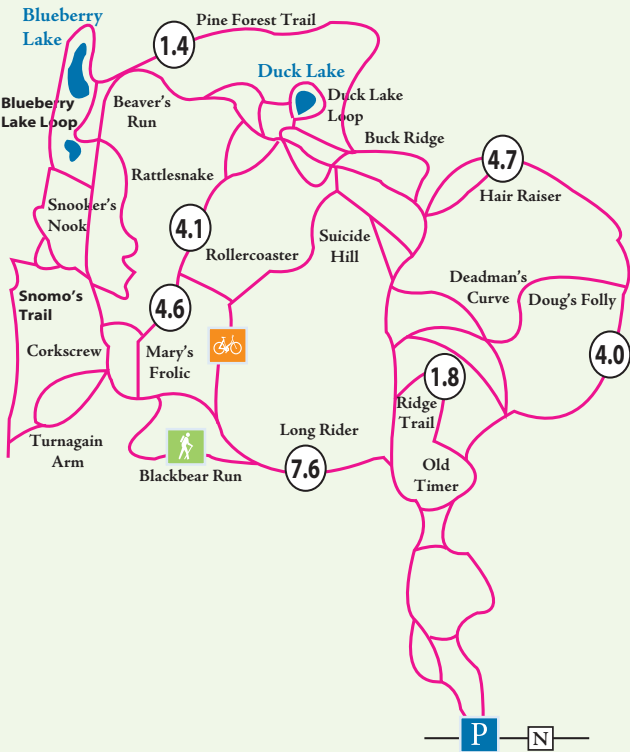 Blueberry
Lake
Pine Forest Trail
1.4
Duck Lake
Blueberry
Lake Loop
Beaver's
Run
Duck Lake
Loop
Buck Ridge
4.7
Hair Raiser
Rattlesnake
Snooker's
Nook
4.1
Rollercoaster
Suicide
Hill
Deadman's
Curve
Doug's Folly
Snomo's
Trail
4.6
Corkscrew
Mary's
Frolic
4.0
1.8
Ridge
Trail
Turnagain
Arm
Long Rider
Blackbear Run
7.6
Old
Timer
P
N